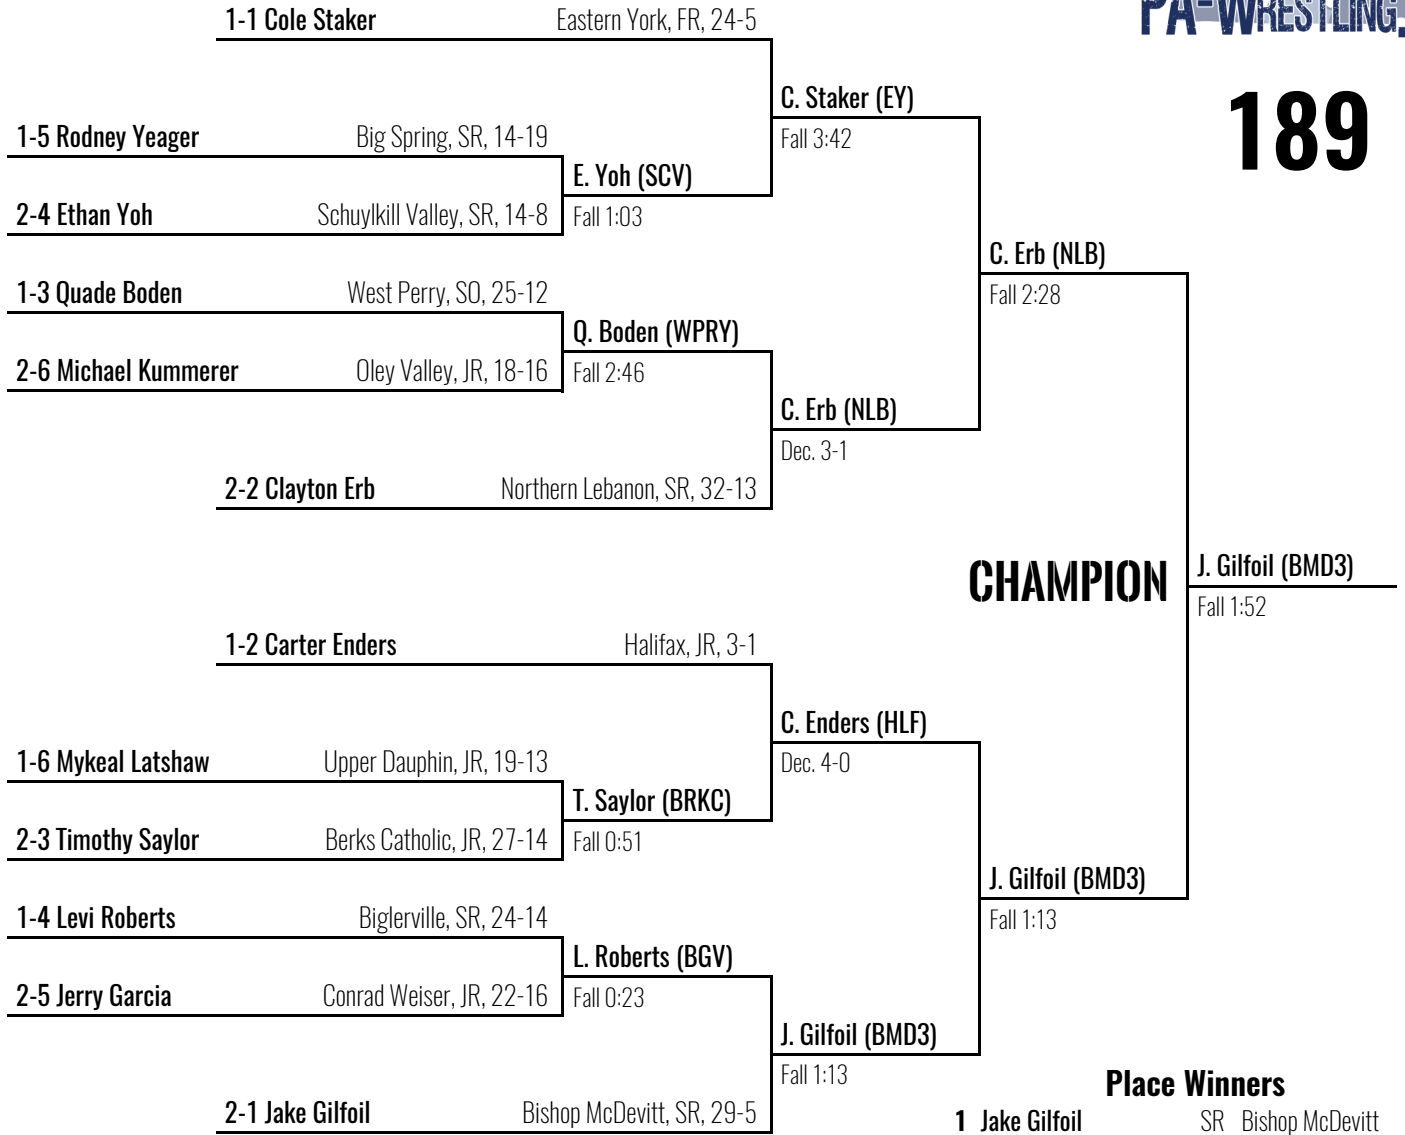 1-1 Cole Staker Eastern York, FR, 24-5
PA-WRESTLING.
189
C. Staker (EY)
Fall 3:42
1-5 Rodney Yeager Big Spring, SR, 14-19
E. Yoh (SCV)
Fall 1:03
2-4 Ethan Yoh Schuylkill Valley, SR, 14-8
C. Erb (NLB)
Fall 2:28
1-3 Quade Boden West Perry, SO, 25-12
Q. Boden (WPRY)
Fall 2:46
2-6 Michael Kummerer Oley Valley, JR, 18-16
C. Erb (NLB)
Dec. 3-1
2-2 Clayton Erb Northern Lebanon, SR, 32-13
CHAMPION
J. Gilfoil (BMD3)
Fall 1:52
1-2 Carter Enders Halifax, JR, 3-1
C. Enders (HLF)
Dec. 4-0
1-6 Mykeal Latshaw Upper Dauphin, JR, 19-13
T. Saylor (BRKC)
Fall 0:51
2-3 Timothy Saylor Berks Catholic, JR, 27-14
J. Gilfoil (BMD3)
Fall 1:13
1-4 Levi Roberts Biglerville, SR, 24-14
L. Roberts (BGV)
Fall 0:23
2-5 Jerry Garcia Conrad Weiser, JR, 22-16
J. Gilfoil (BMD3)
Fall 1:13
2-1 Jake Gilfoil Bishop McDevitt, SR, 29-5
Place Winners
1 Jake Gilfoil SR Bishop McDevitt